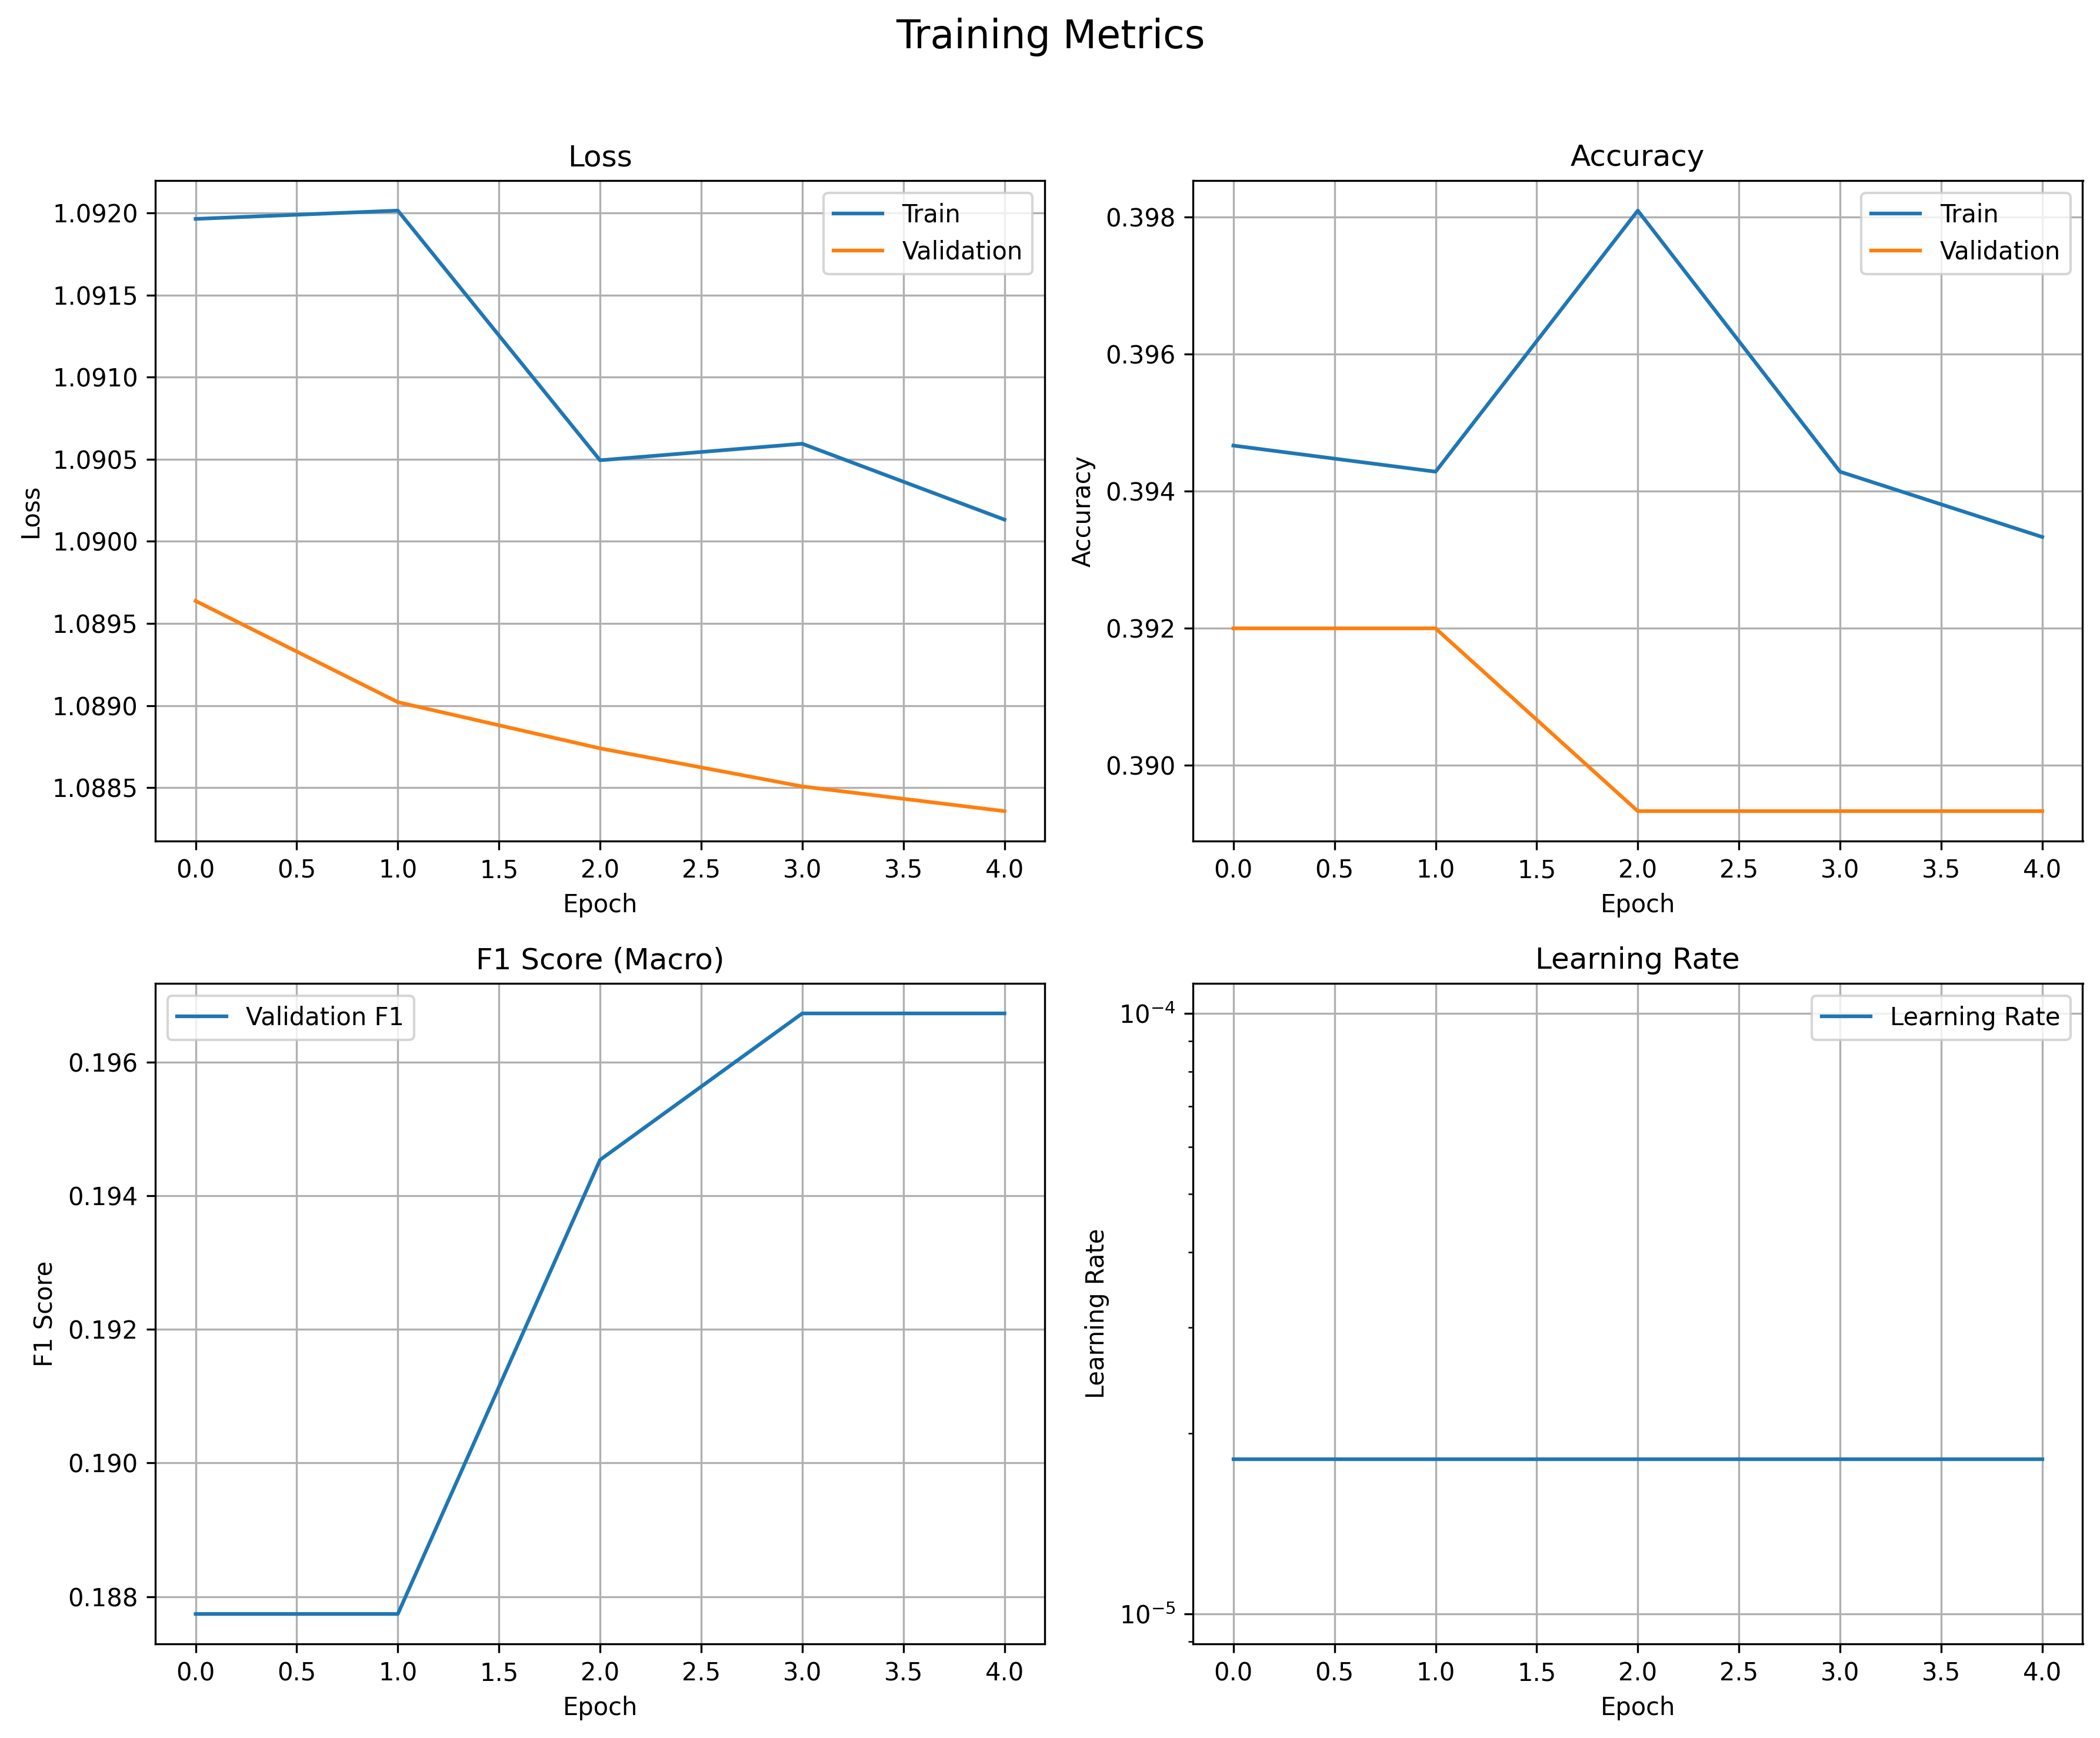 Training Metrics
Loss
Loss
1.0920
1.0915
1.0910
1.0905
1.0900
1.0895
1.0890
1.0885
Train
Validation
0.0 0.5 1.0 1.5 2.0 2.5 3.0 3.5 4.0
Epoch
Accuracy
Accuracy
0.398
0.396
0.394
0.392
0.390
Train
Validation
0.0 0.5 1.0 1.5 2.0 2.5 3.0 3.5 4.0
Epoch
F1 Score (Macro)
F1 Score
0.196
0.194
0.192
0.190
0.188
Validation F1
0.0 0.5 1.0 1.5 2.0 2.5 3.0 3.5 4.0
Epoch
Learning Rate
Learning Rate
10⁻⁴
10⁻⁵
Learning Rate
0.0 0.5 1.0 1.5 2.0 2.5 3.0 3.5 4.0
Epoch